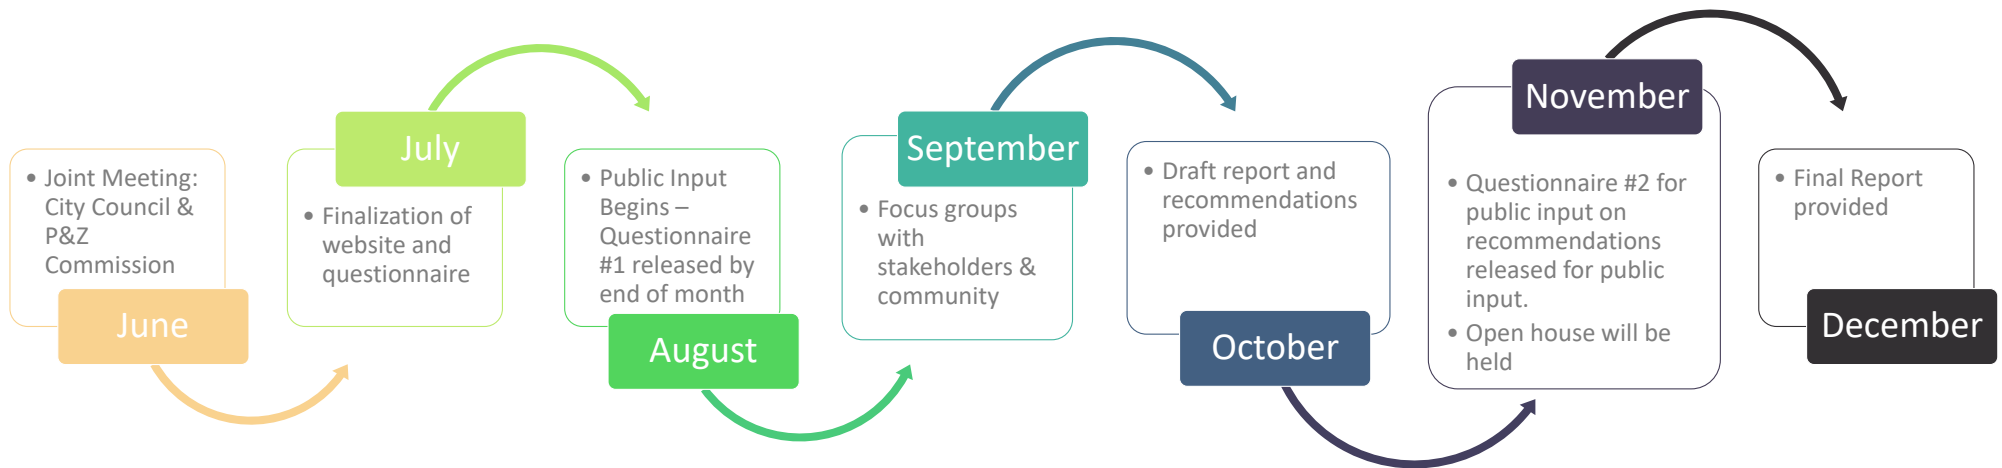 • Joint Meeting:
City Council &
P&Z
Commission
June
July
• Finalization of
website and
questionnaire
• Public Input
Begins –
Questionnaire
#1 released by
end of month
August
September
• Focus groups
with
stakeholders &
community
• Draft report and
recommendations
provided
October
November
• Questionnaire #2 for
public input on
recommendations
released for public
input.
• Open house will be
held
• Final Report
provided
December